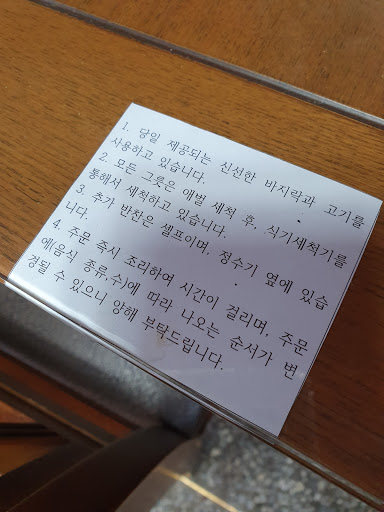 1. 당일 제공되는 신선한 바지락과 고기를
사용하고 있습니다.
2. 모든 그릇은 애벌 세척 후, 식기세척기를
통해서 세척하고 있습니다.
3. 추가 반찬은 셀프이며, 정수기 옆에 있습
니다.
4. 주문 즉시 조리하며 시간이 걸리며, 주문
에(음식 종류,수)에 따라 나오는 순서가 변
경될 수 있으니 양해 부탁드립니다.